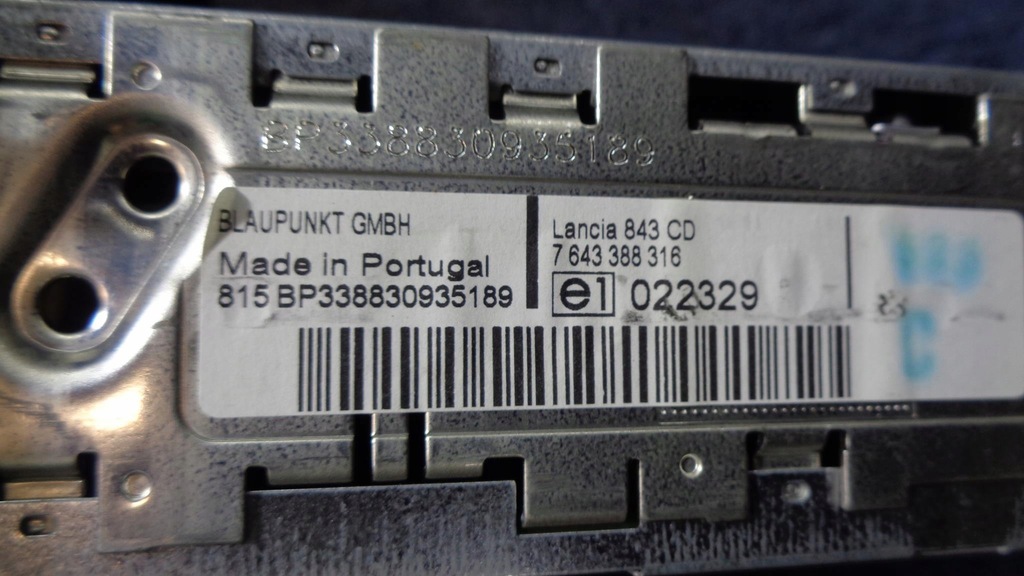 BP338830935189
BLAUPUNKT GMBH
Made in Portugal
815 BP338830935189
Lancia 843 CD
7 643 388 316
e1 022329
C